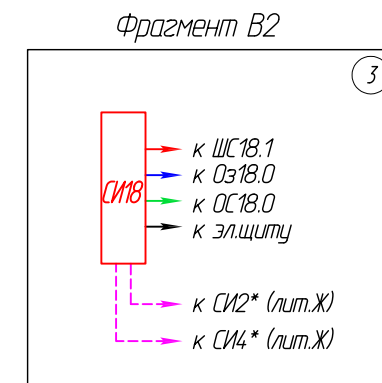 Фрагмент В2
3
СИ18
к ШС18.1
к Оз18.0
к ОС18.0
к эл.щиту
к СИ2* (лит.Ж)
к СИ4* (лит.Ж)